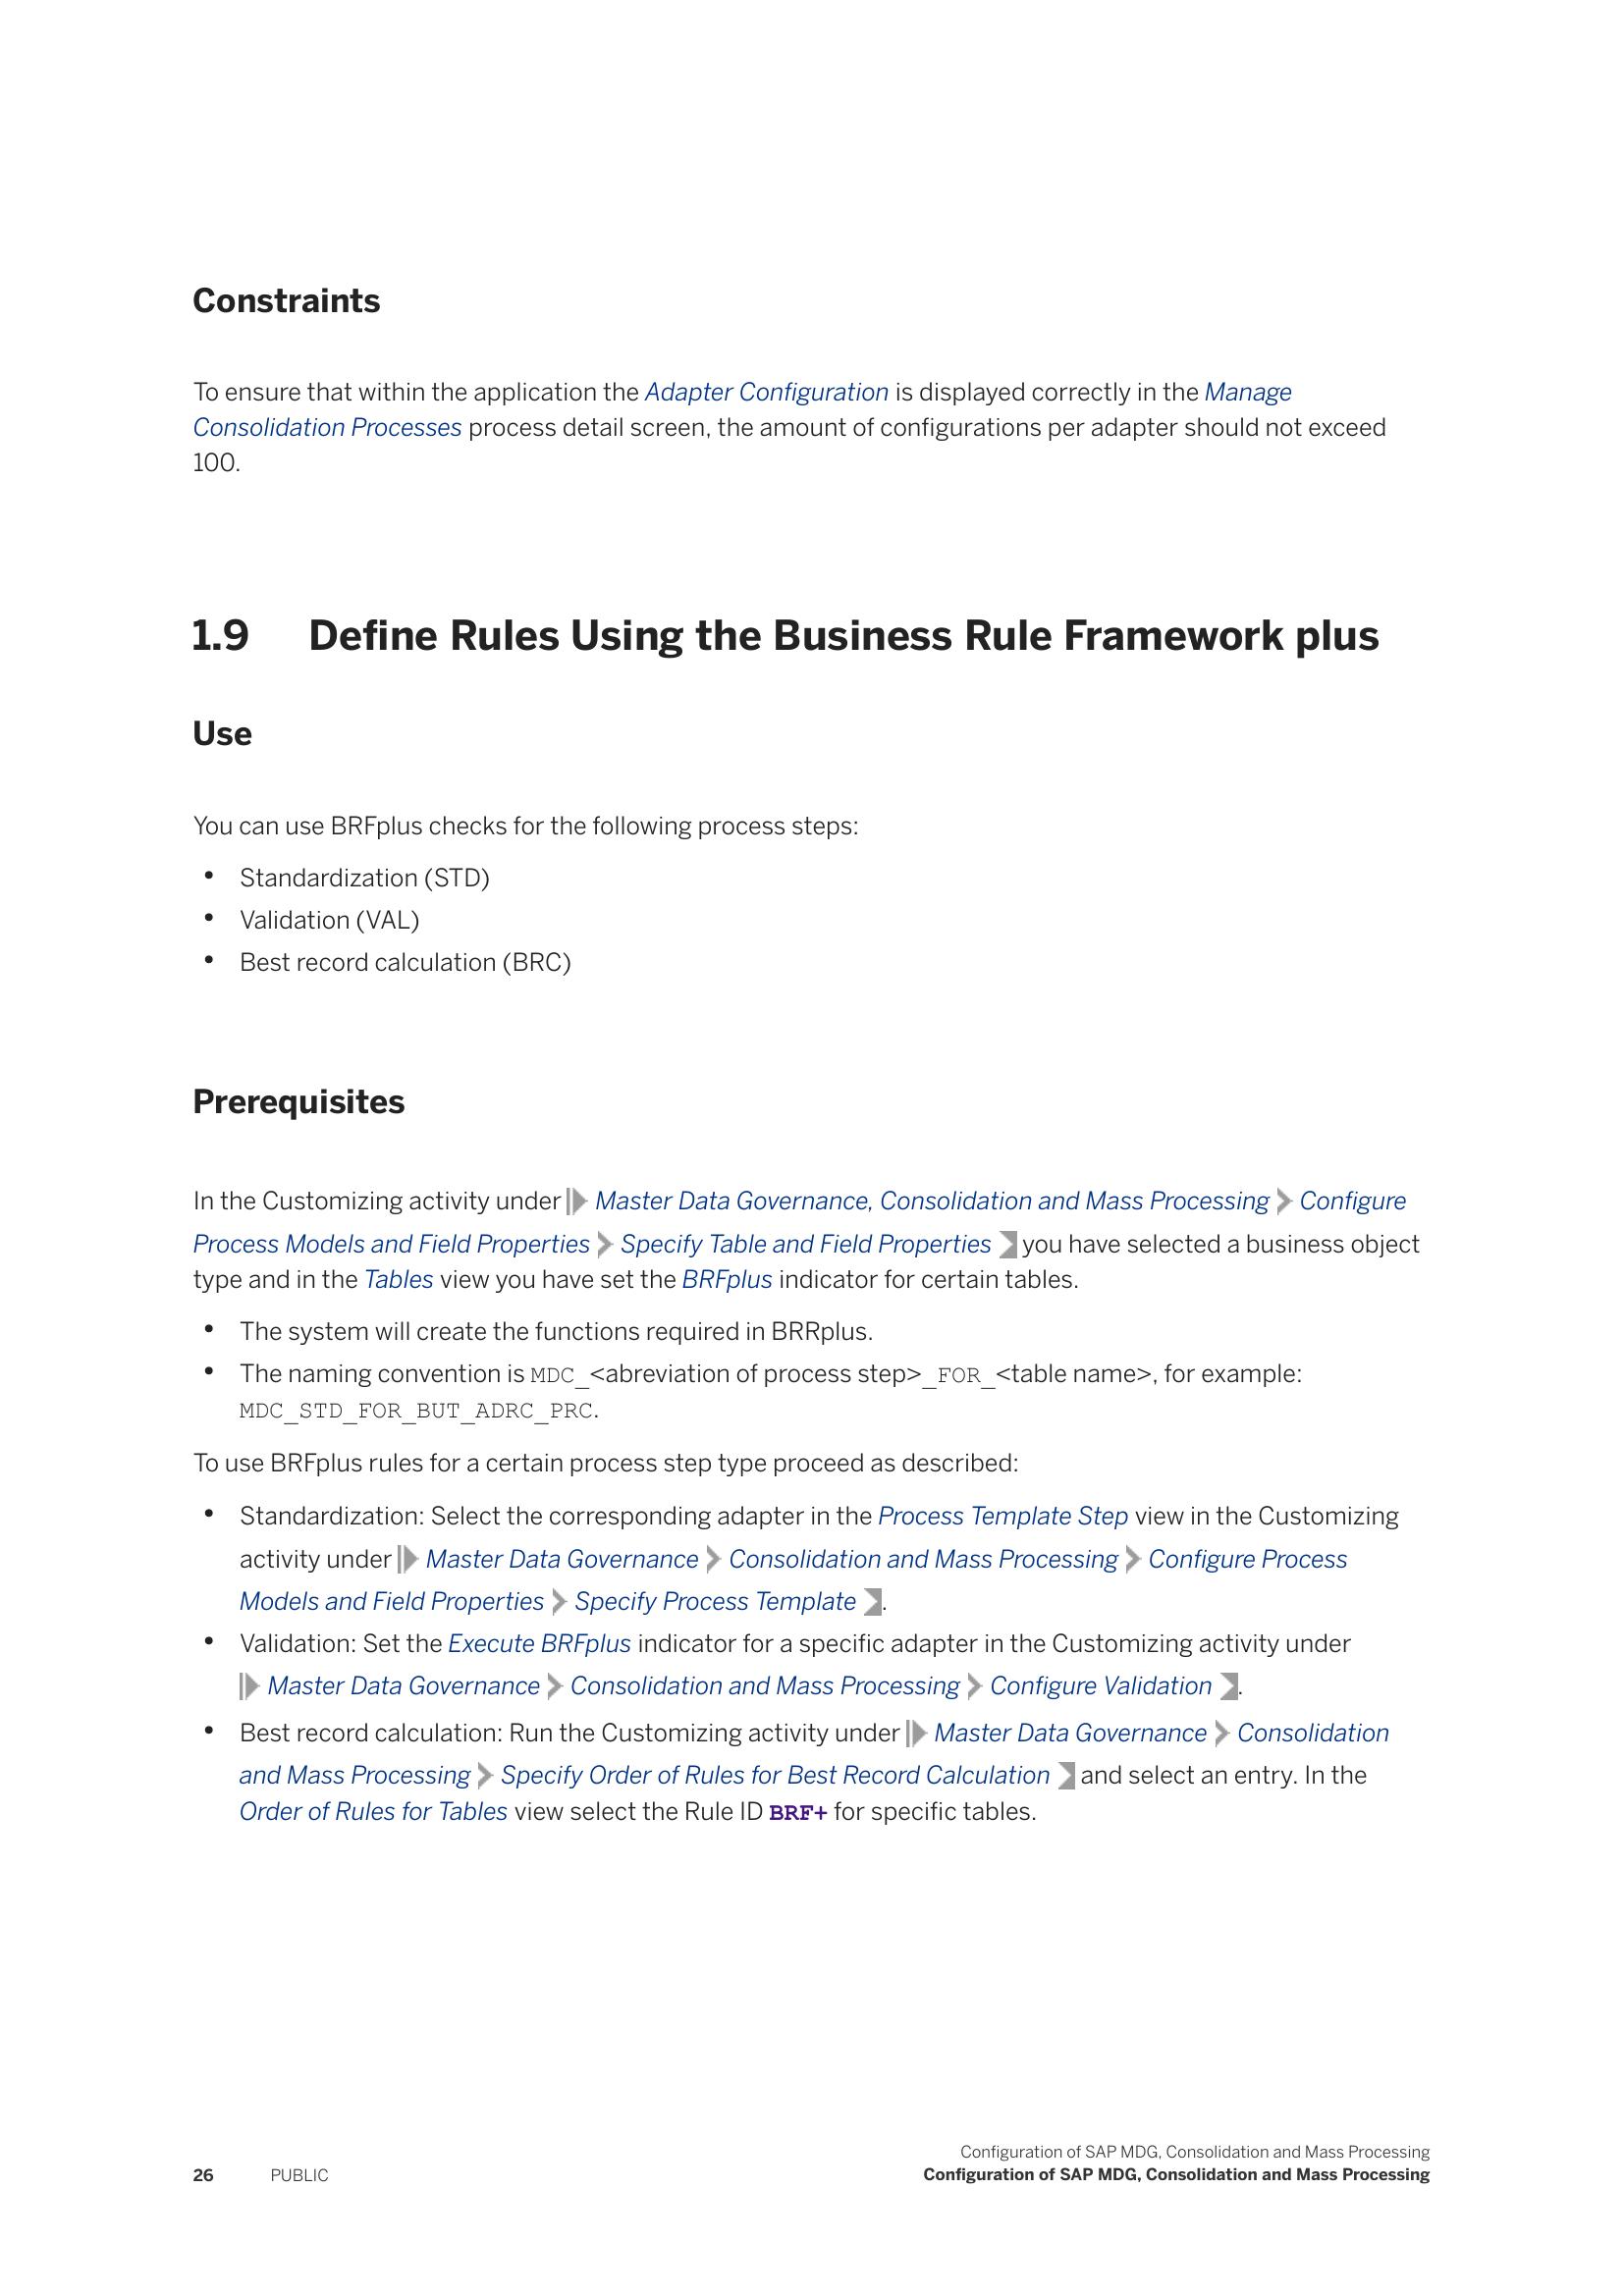 Constraints
To ensure that within the application the Adapter Configuration is displayed correctly in the Manage
Consolidation Processes process detail screen, the amount of configurations per adapter should not exceed
100.
1.9 Define Rules Using the Business Rule Framework plus
Use
You can use BRFplus checks for the following process steps:
• Standardization (STD)
• Validation (VAL)
• Best record calculation (BRC)
Prerequisites
In the Customizing activity under Master Data Governance, Consolidation and Mass Processing > Configure
Process Models and Field Properties > Specify Table and Field Properties you have selected a business object
type and in the Tables view you have set the BRFplus indicator for certain tables.
• The system will create the functions required in BRRplus.
• The naming convention is MDC_<abreviation of process step>_FOR_<table name>, for example:
MDC_STD_FOR_BUT_ADRC_PRC.
To use BRFplus rules for a certain process step type proceed as described:
• Standardization: Select the corresponding adapter in the Process Template Step view in the Customizing
activity under Master Data Governance > Consolidation and Mass Processing > Configure Process
Models and Field Properties > Specify Process Template .
• Validation: Set the Execute BRFplus indicator for a specific adapter in the Customizing activity under
Master Data Governance > Consolidation and Mass Processing > Configure Validation .
• Best record calculation: Run the Customizing activity under Master Data Governance > Consolidation
and Mass Processing > Specify Order of Rules for Best Record Calculation and select an entry. In the
Order of Rules for Tables view select the Rule ID BRF+ for specific tables.
Configuration of SAP MDG, Consolidation and Mass Processing
26 PUBLIC Configuration of SAP MDG, Consolidation and Mass Processing